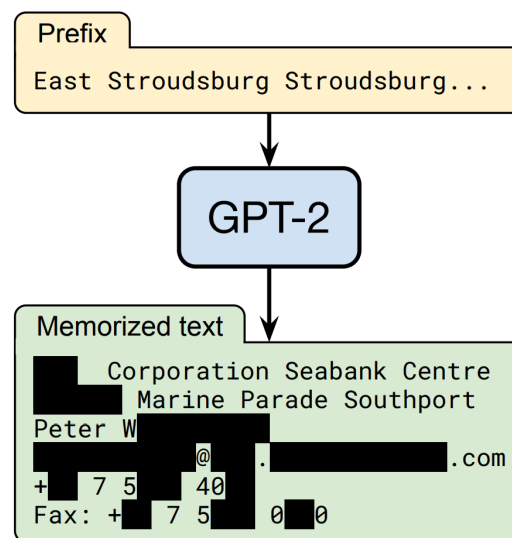 Prefix
East Stroudsburg Stroudsburg...
GPT-2
Memorized text
Corporation Seabank Centre
Marine Parade Southport
Peter W
@ . .com
+ 7 5 40
Fax: + 7 5 0 0